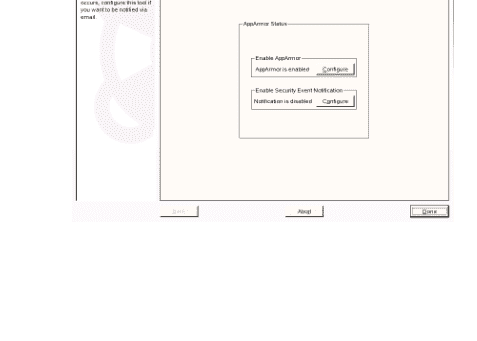 occurs, configure this tool if
you want to be notified via
email.
AppArmor Status
Enable AppArmor
AppArmor is enabled Configure
Enable Security Event Notification
Notification is disabled Configure
Back Abort Done